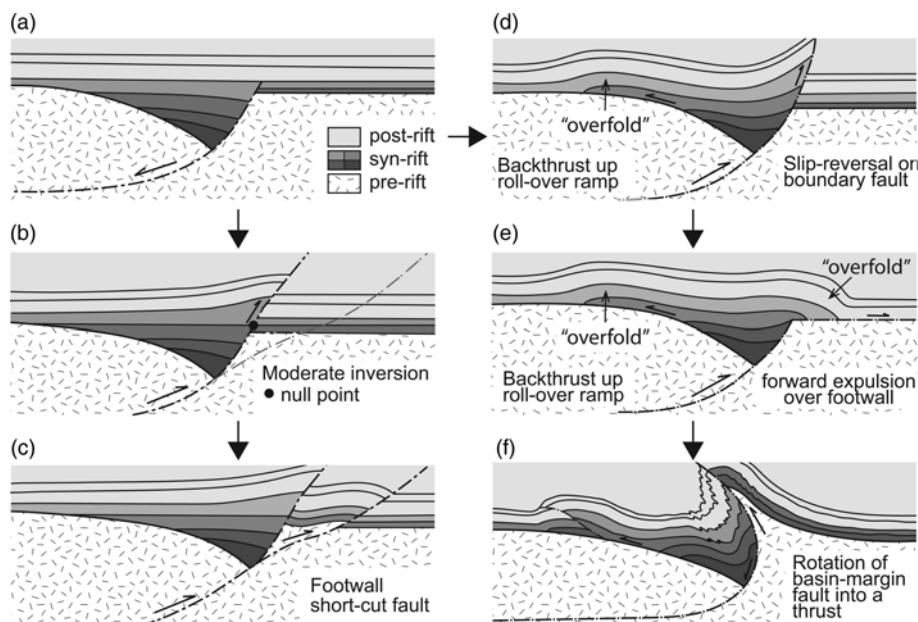 (a)
post-rift
syn-rift
pre-rift
(b)
Moderate inversion
null point
(c)
Footwall
short-cut fault
(d)
"overfold"
Backthrust up
roll-over ramp
Slip-reversal on
boundary fault
(e)
"overfold"
"overfold"
Backthrust up
roll-over ramp
forward expulsion
over footwall
(f)
Rotation of
basin-margin
fault into a
thrust